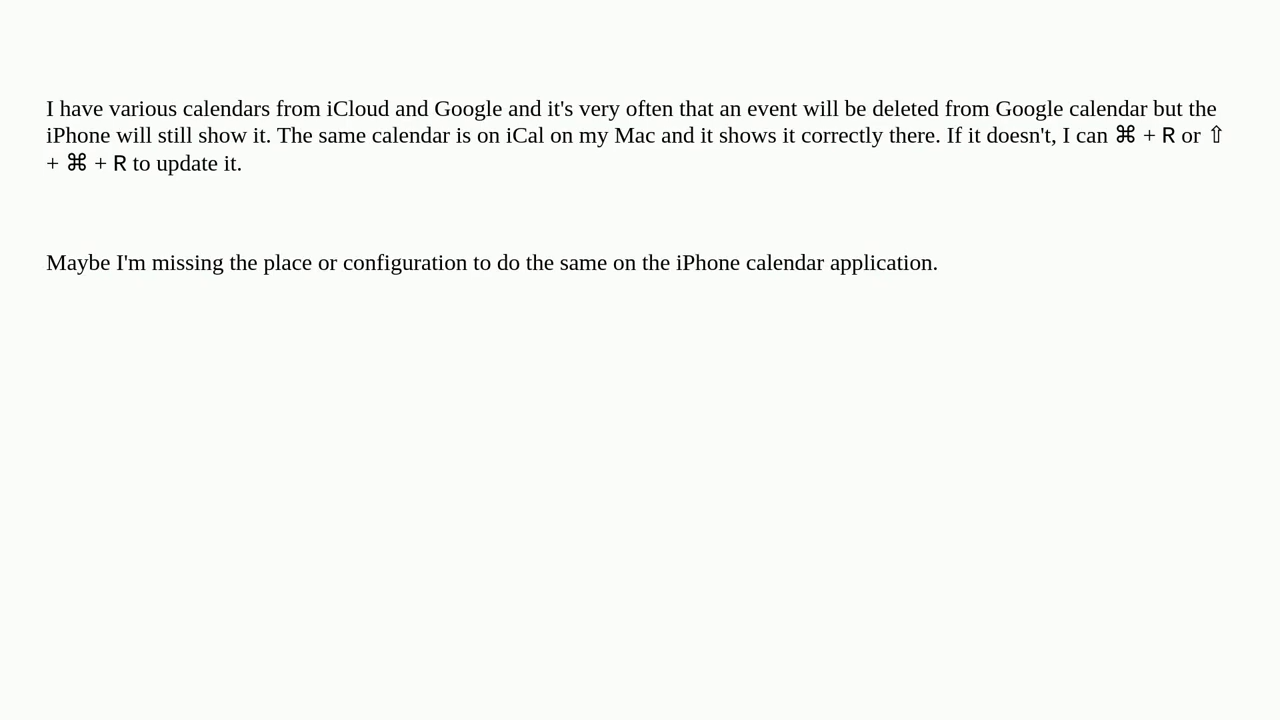 I have various calendars from iCloud and Google and it's very often that an event will be deleted from Google calendar but the
iPhone will still show it. The same calendar is on iCal on my Mac and it shows it correctly there. If it doesn't, I can ⌘ + R or ⇧
+ ⌘ + R to update it.
Maybe I'm missing the place or configuration to do the same on the iPhone calendar application.